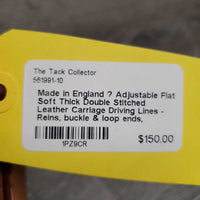 The Tack Collector
561991-10
Made in England ? Adjustable Flat
Soft Thick Double Stitched
Leather Carriage Driving Lines -
Reins, buckle & loop ends,
$150.00
1PZ9CR